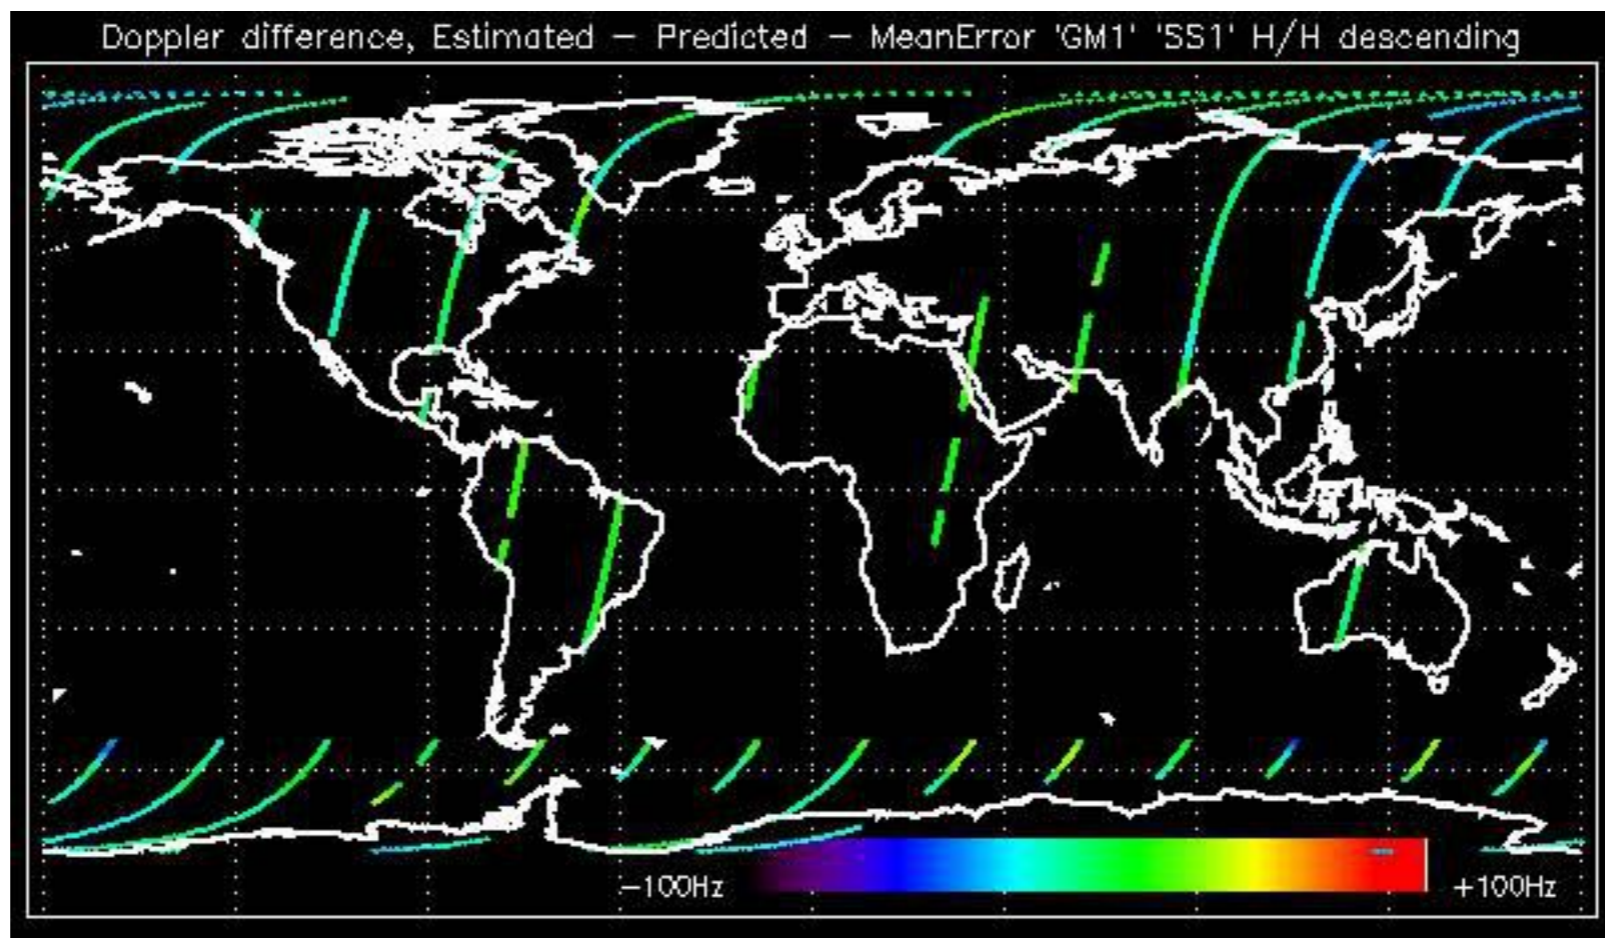 Doppler difference, Estimated – Predicted – MeanError 'GM1' 'SS1' H/H descending
–100Hz
+100Hz